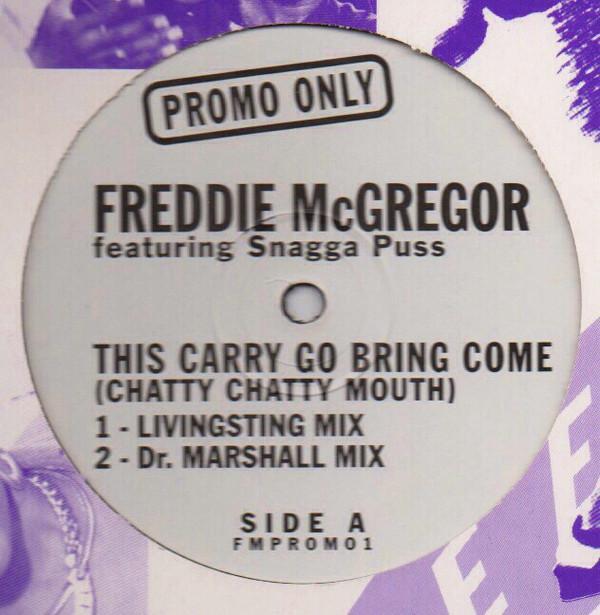 PROMO ONLY
FREDDIE McGREGOR
featuring Snagga Puss
THIS CARRY GO BRING COME
(CHATTY CHATTY MOUTH)
1 - LIVINGSTING MIX
2 - Dr. MARSHALL MIX
SIDE A
FMPROMO1